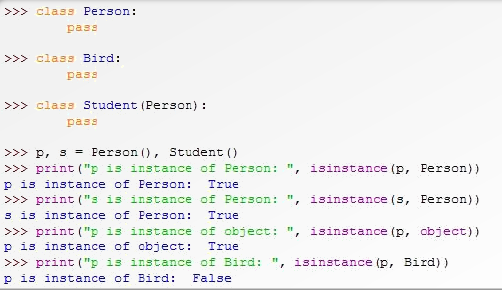 >>> class Person:
        pass

>>> class Bird:
        pass

>>> class Student(Person):
        pass

>>> p, s = Person(), Student()
>>> print("p is instance of Person: ", isinstance(p, Person))
p is instance of Person:  True
>>> print("s is instance of Person: ", isinstance(s, Person))
s is instance of Person:  True
>>> print("p is instance of object: ", isinstance(p, object))
p is instance of object:  True
>>> print("p is instance of Bird: ", isinstance(p, Bird))
p is instance of Bird:  False